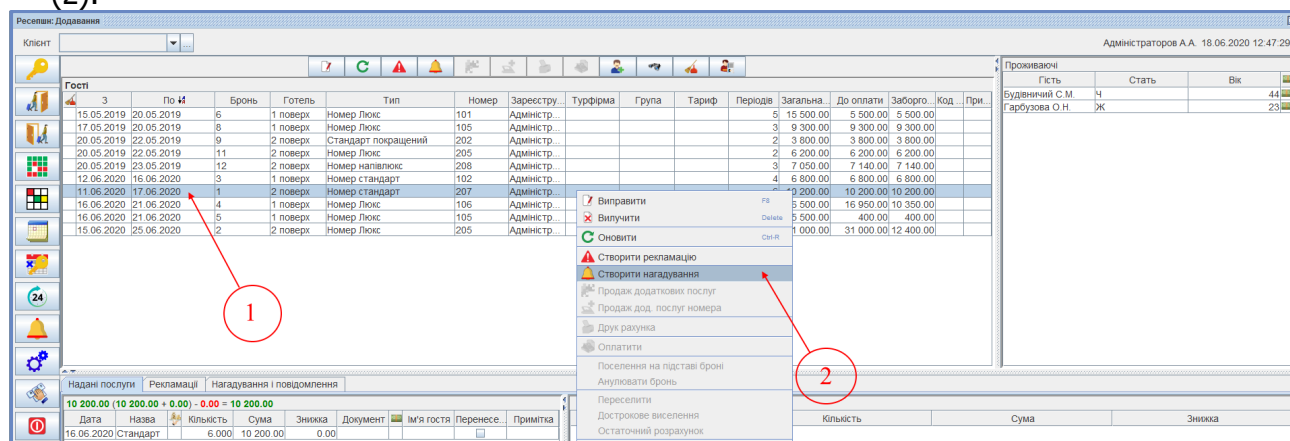 (2).
Ресепшн: Додавання
Клієнт
Адміністраторов А.А. 18.06.2020 12:47:29
Гості
З По Бронь Готель Тип Номер Зареєстру... Турфірма Група Тариф Періодів Загальна... До оплати Заборго... Код ... При...
15.05.2019 20.05.2019 6 1 поверх Номер Люкс 101 Адміністр... 5 15 500.00 5 500.00 5 500.00
17.05.2019 20.05.2019 8 1 поверх Номер Люкс 105 Адміністр... 3 9 300.00 9 300.00 9 300.00
20.05.2019 22.05.2019 9 2 поверх Стандарт покращений 202 Адміністр... 2 3 800.00 3 800.00 3 800.00
20.05.2019 22.05.2019 11 2 поверх Номер Люкс 205 Адміністр... 2 6 200.00 6 200.00 6 200.00
20.05.2019 23.05.2019 12 2 поверх Номер напівлюкс 208 Адміністр... 3 7 050.00 7 140.00 7 140.00
12.06.2020 16.06.2020 3 1 поверх Номер стандарт 102 Адміністр... 4 6 800.00 6 800.00 6 800.00
11.06.2020 17.06.2020 1 2 поверх Номер стандарт 207 Адміністр... 10 200.00 10 200.00
16.06.2020 21.06.2020 4 1 поверх Номер Люкс 106 Адміністр... 5 500.00 16 950.00 10 350.00
16.06.2020 21.06.2020 5 1 поверх Номер Люкс 105 Адміністр... 5 500.00 400.00 400.00
15.06.2020 25.06.2020 2 2 поверх Номер Люкс 205 Адміністр... 1 000.00 31 000.00 12 400.00
Проживаючі
Гість Стать Вік
Будівничий С.М. Ч 44
Гарбузова О.Н. Ж 23
Виправити F8
Вилучити Delete
Оновити Ctrl-R
Створити рекламацію
Створити нагадування
Продаж додаткових послуг
Продаж дод. послуг номера
Друк рахунка
Оплатити
Поселення на підставі броні
Анулювати бронь
Переселити
Дострокове виселення
Остаточний розрахунок
1
2
24
Надані послуги Рекламації Нагадування і повідомлення
10 200.00 (10 200.00 + 0.00) - 0.00 = 10 200.00
Дата Назва Кількість Сума Знижка Документ Ім'я гостя Перенесе... Примітка
16.06.2020 Стандарт 6.000 10 200.00 0.00
Кількість Сума Знижка